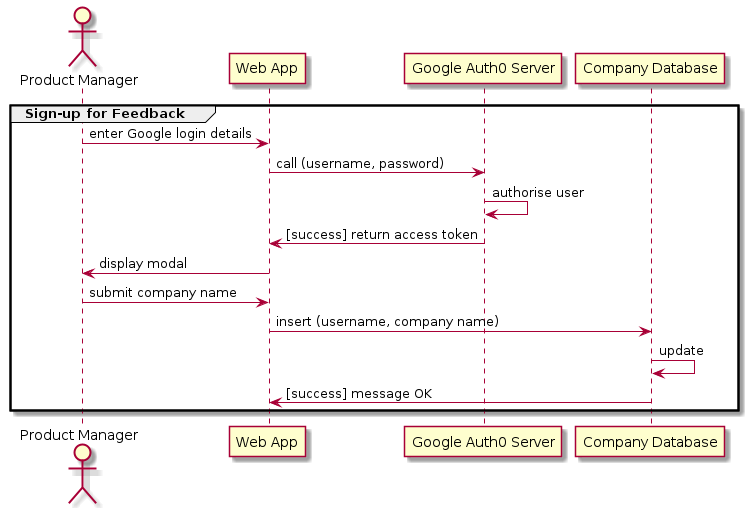 Product Manager
Web App
Google Auth0 Server
Company Database
Sign-up for Feedback
enter Google login details
call (username, password)
authorise user
[success] return access token
display modal
submit company name
insert (username, company name)
update
[success] message OK
Product Manager
Web App
Google Auth0 Server
Company Database